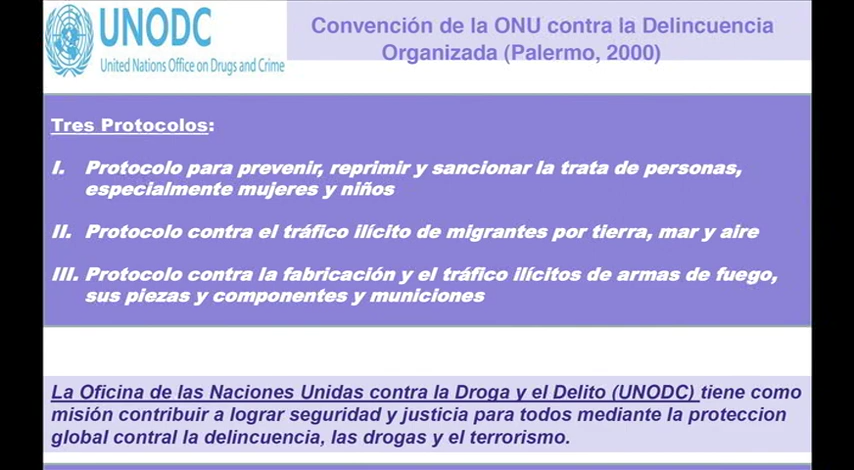 UNODC
United Nations Office on Drugs and Crime
Convención de la ONU contra la Delincuencia
Organizada (Palermo, 2000)
Tres Protocolos:
I. Protocolo para prevenir, reprimir y sancionar la trata de personas,
especialmente mujeres y niños
II. Protocolo contra el tráfico ilícito de migrantes por tierra, mar y aire
III. Protocolo contra la fabricación y el tráfico ilícitos de armas de fuego,
sus piezas y componentes y municiones
La Oficina de las Naciones Unidas contra la Droga y el Delito (UNODC) tiene como
misión contribuir a lograr seguridad y justicia para todos mediante la proteccion
global contral la delincuencia, las drogas y el terrorismo.